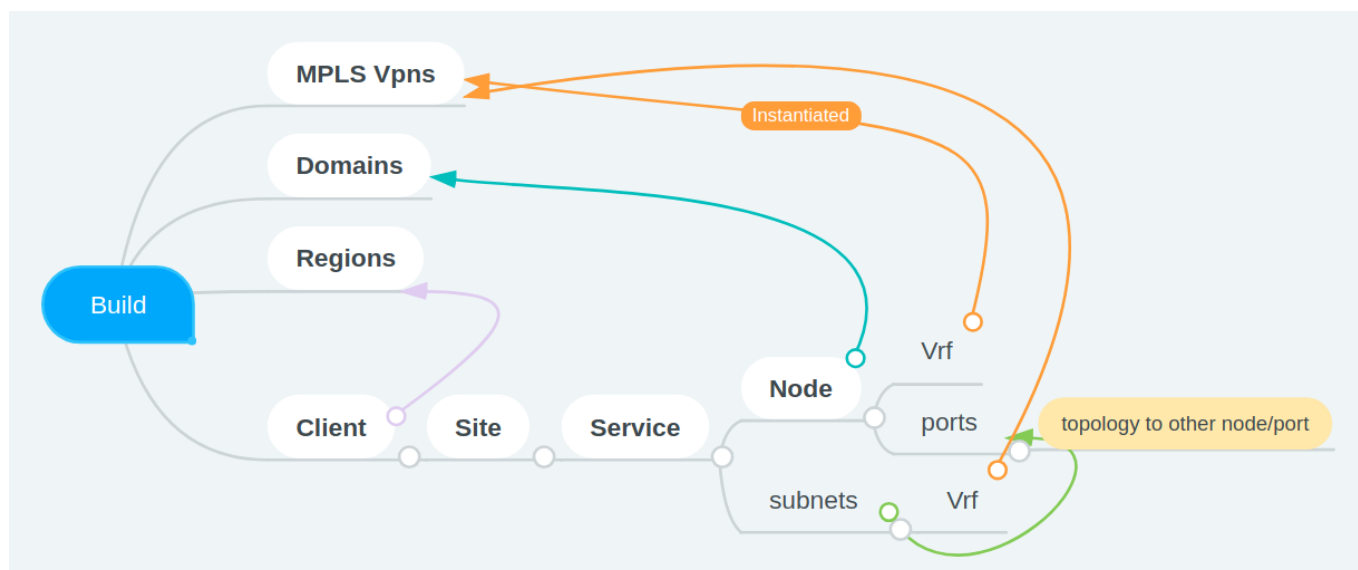 MPLS Vpns
Instantiated
Domains
Regions
Build
Vrf
Node
Client
Site
Service
ports
topology to other node/port
subnets
Vrf